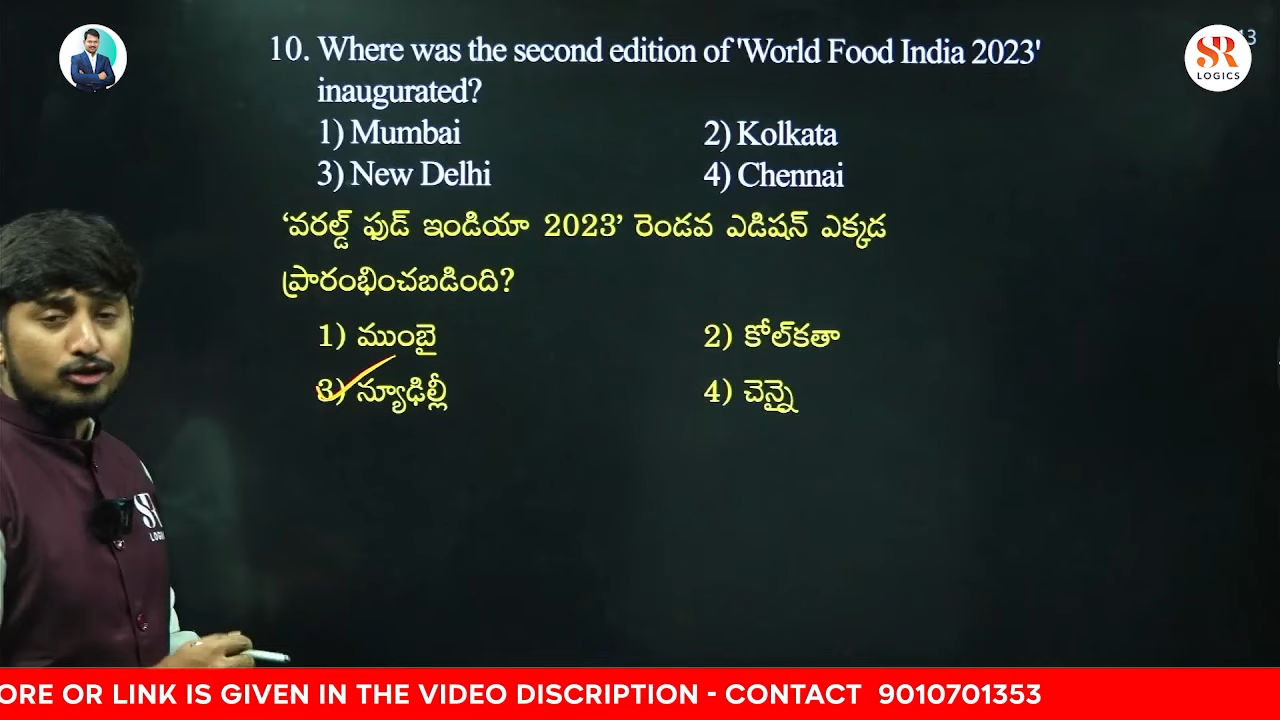 10. Where was the second edition of 'World Food India 2023'
inaugurated?
1) Mumbai 2) Kolkata
3) New Delhi 4) Chennai
‘వరల్డ్ ఫుడ్ ఇండియా 2023’ రెండవ ఎడిషన్ ఎక్కడ
ప్రారంభించబడింది?
1) ముంబై 2) కోల్‌కతా
3) న్యూఢిల్లీ 4) చెన్నై
SR
LOGICS
13
SR
ORE OR LINK IS GIVEN IN THE VIDEO DISCRIPTION - CONTACT 9010701353